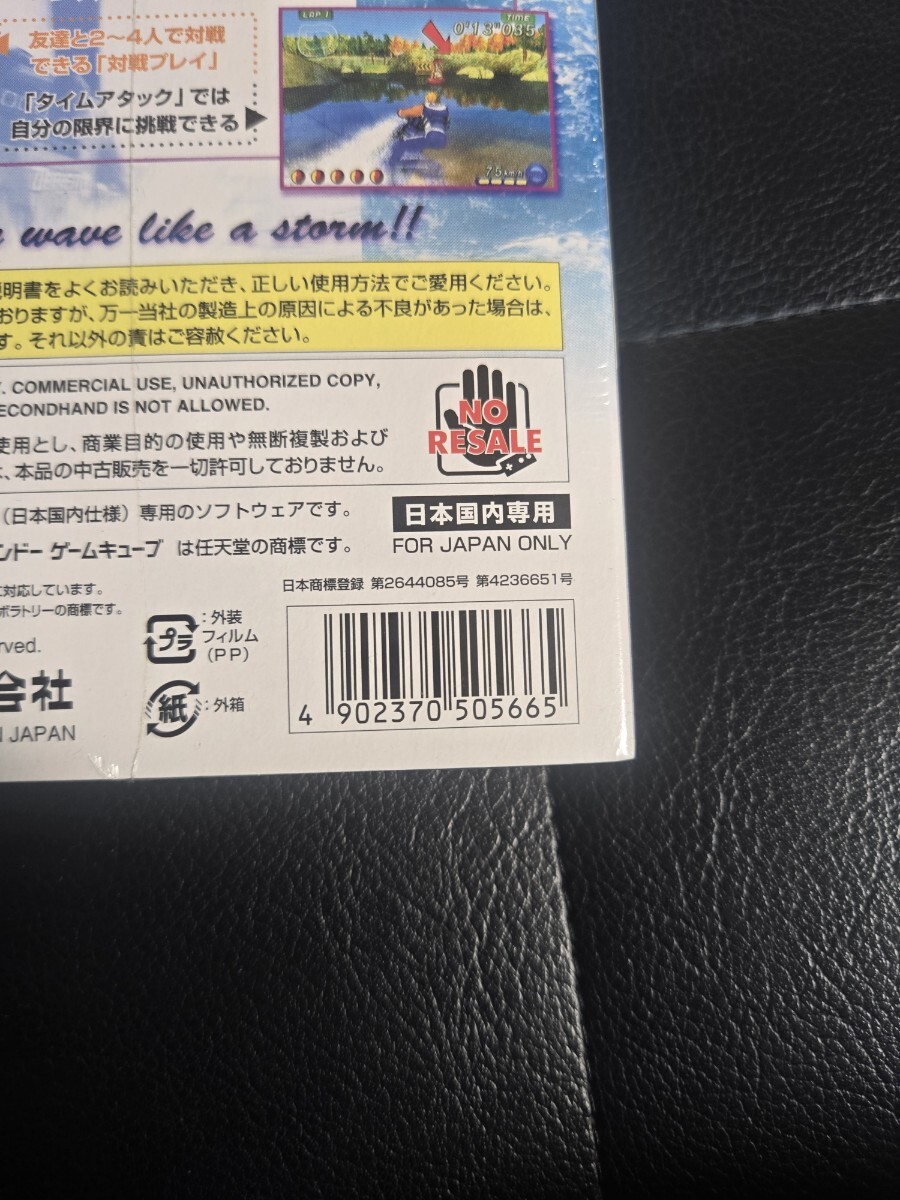 友達と2〜4人で対戦
できる「対戦プレイ」
「タイムアタック」では
自分の限界に挑戦できる▶
LAP 1
TIME
0'13"035
75km/h
wave like a storm!!
説明書をよくお読みいただき、正しい使用方法でご愛用ください。
おりますが、万一当社の製造上の原因による不良があった場合は、
す。それ以外の責はご容赦ください。
. COMMERCIAL USE, UNAUTHORIZED COPY,
SECONDHAND IS NOT ALLOWED.
使用とし、商業目的の使用や無断複製および
、本品の中古販売を一切許可しておりません。
NO
RESALE
（日本国内仕様）専用のソフトウェアです。
ンドー ゲームキューブ は任天堂の商標です。
日本国内専用
FOR JAPAN ONLY
対応しています。
ボラトリーの商標です。
日本商標登録 第2644085号 第4236651号
rved.
会社
JAPAN
プラ
：外装
フィルム
（PP）
紙
：外箱
4 902370 505665